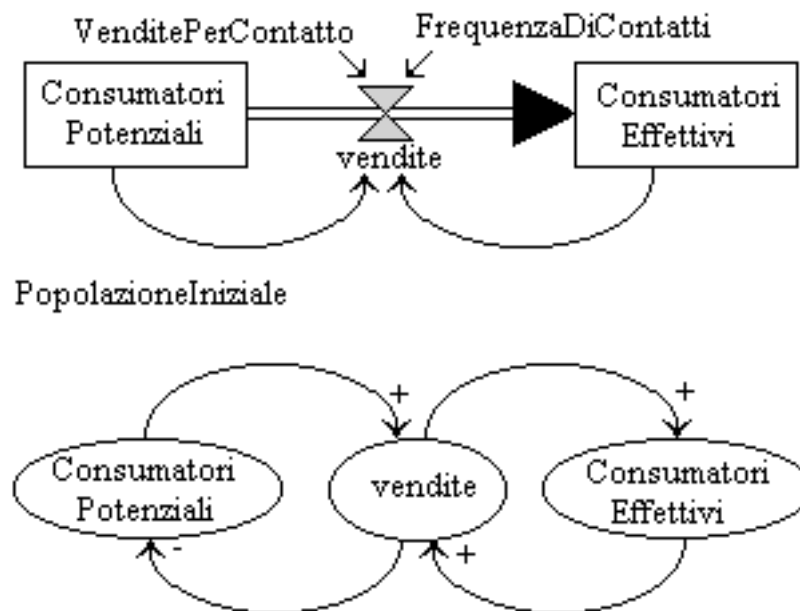 VenditePerContatto
FrequenzaDiContatti
Consumatori
Potenziali
vendite
Consumatori
Effettivi
PopolazioneIniziale
+
+
Consumatori
Potenziali
vendite
Consumatori
Effettivi
-
+